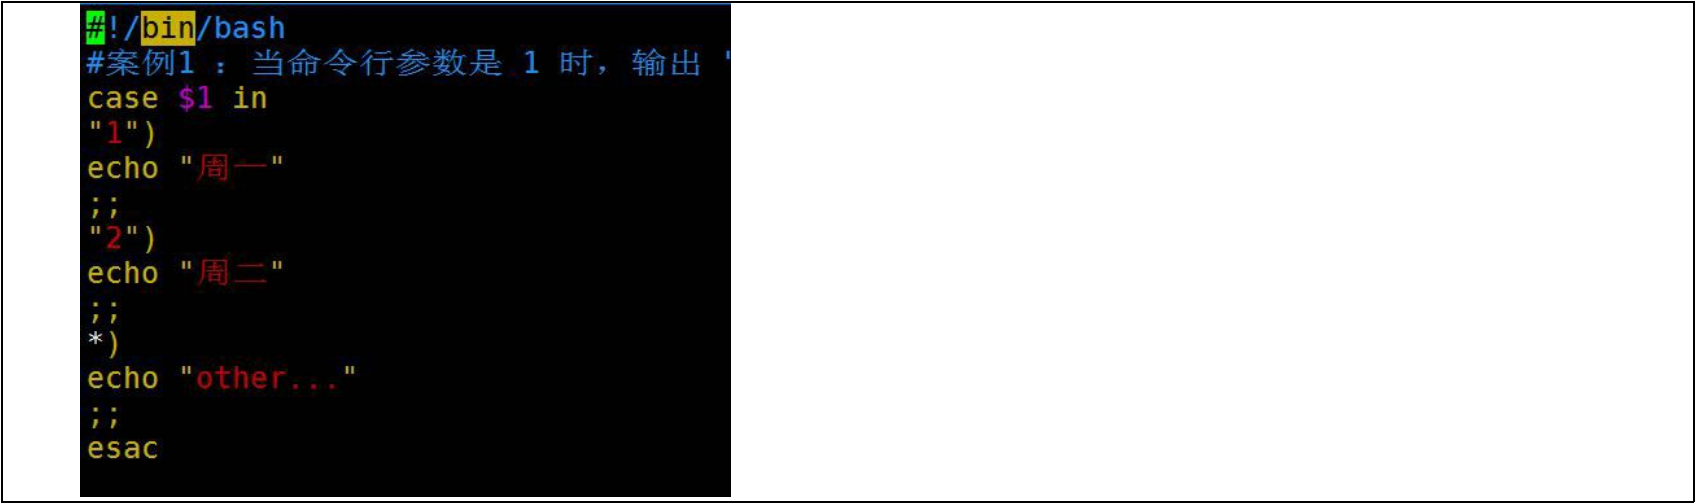 #!/bin/bash
#案例1 ：当命令行参数是 1 时，输出 "
case $1 in
"1")
echo "周一"
;;
"2")
echo "周二"
;;
*)
echo "other..."
;;
esac